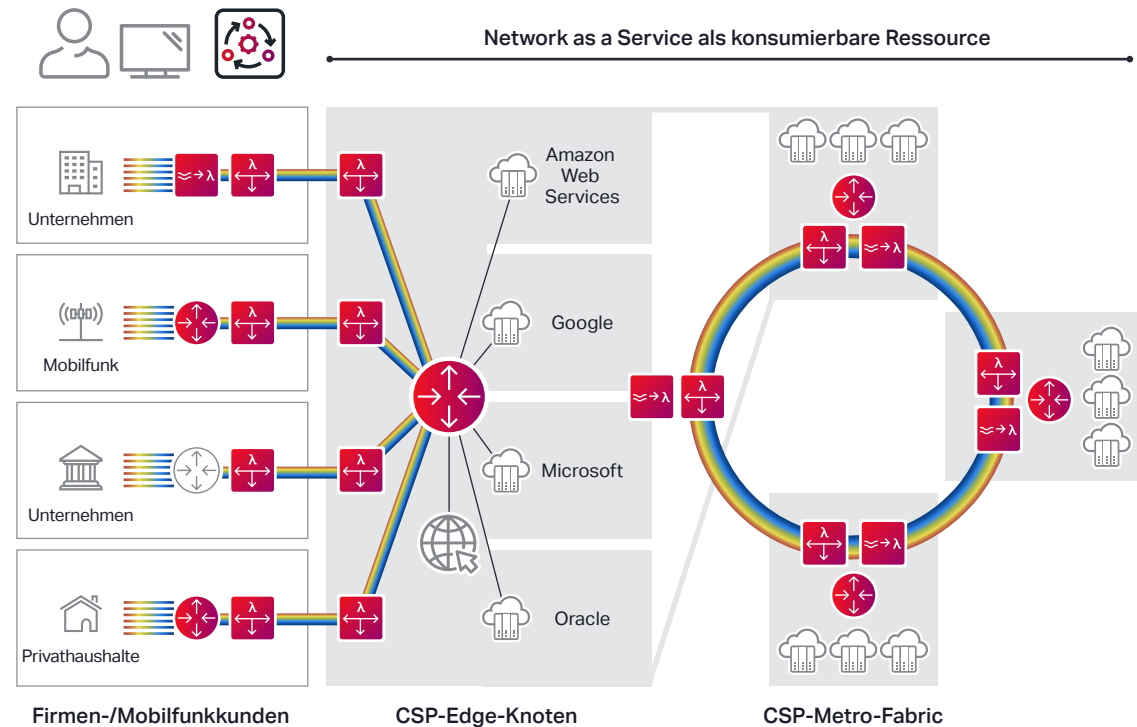 Network as a Service als konsumierbare Ressource
λ
λ
λ
Amazon
Web
Services
≈→λ
Unternehmen
λ
≈→λ
λ
λ
Google
Mobilfunk
λ
≈→λ
λ
≈→λ
λ
λ
Microsoft
Unternehmen
λ
≈→λ
λ
λ
Oracle
Privathaushalte
Firmen-/Mobilfunkkunden
CSP-Edge-Knoten
CSP-Metro-Fabric